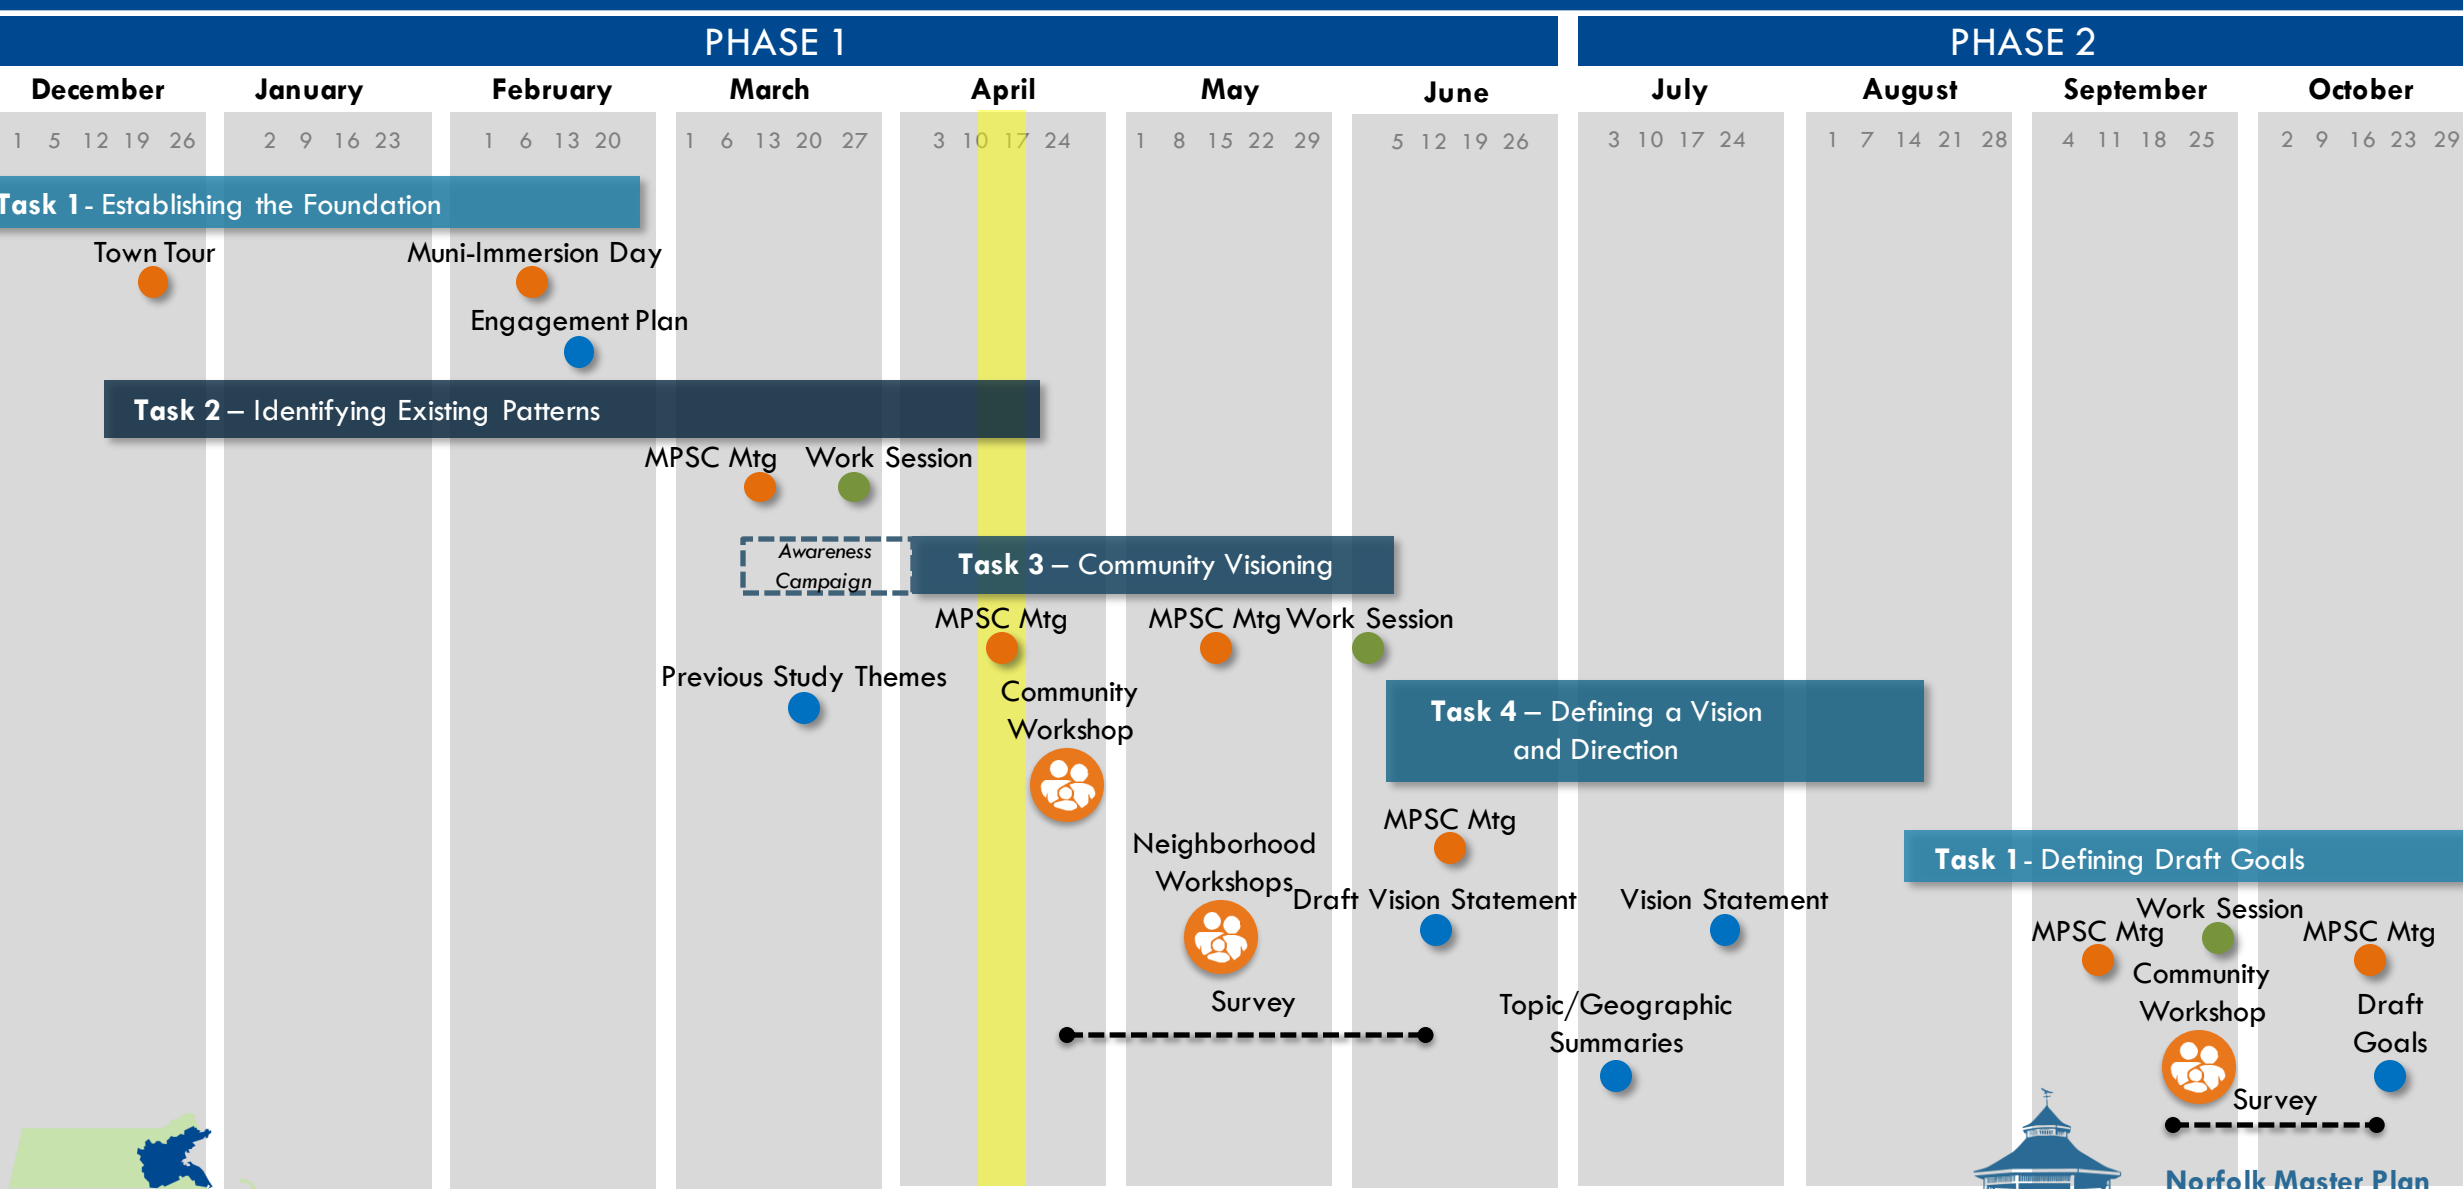 PHASE 1
PHASE 2
December
January
February
March
April
May
June
July
August
September
October
1 5 12 19 26
2 9 16 23
1 6 13 20
1 6 13 20 27
3 10 17 24
1 8 15 22 29
5 12 19 26
3 10 17 24
1 7 14 21 28
4 11 18 25
2 9 16 23 29
Task 1 - Establishing the Foundation
Town Tour
Muni-Immersion Day
Engagement Plan
Task 2 – Identifying Existing Patterns
MPSC Mtg
Work Session
Awareness
Campaign
Task 3 – Community Visioning
MPSC Mtg
MPSC Mtg
Work Session
Previous Study Themes
Community
Workshop
Task 4 – Defining a Vision
and Direction
MPSC Mtg
Neighborhood
Workshops
Draft Vision Statement
Vision Statement
Task 1 - Defining Draft Goals
Work Session
MPSC Mtg
MPSC Mtg
Community
Workshop
Survey
Topic/Geographic
Summaries
Draft
Goals
Survey
Norfolk Master Plan